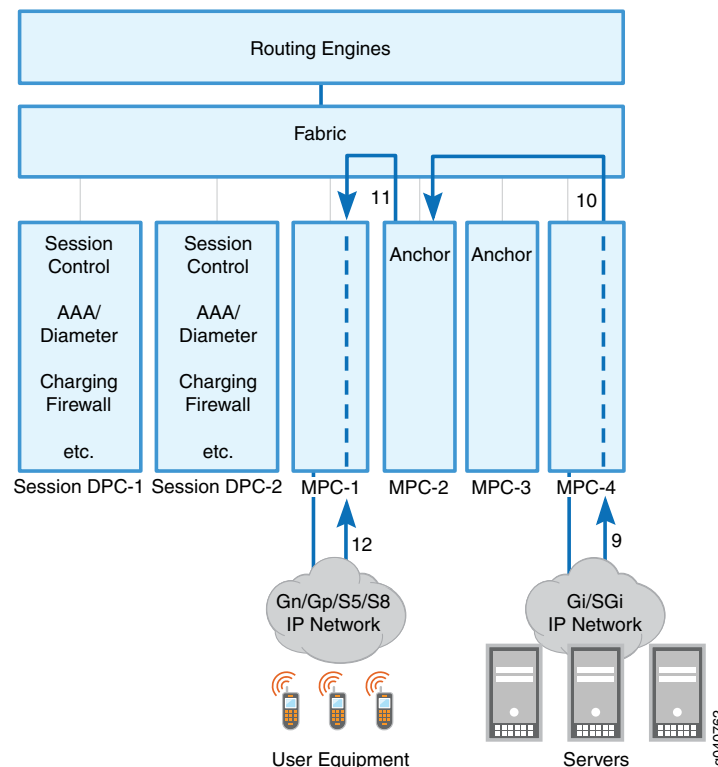 Routing Engines
Fabric
11
10
Session
Control
AAA/
Diameter
Charging
Firewall
etc.
Session
Control
AAA/
Diameter
Charging
Firewall
etc.
Anchor
Anchor
Session DPC-1
Session DPC-2
MPC-1
MPC-2
MPC-3
MPC-4
12
9
Gn/Gp/S5/S8
IP Network
Gi/SGi
IP Network
User Equipment
Servers
g040762